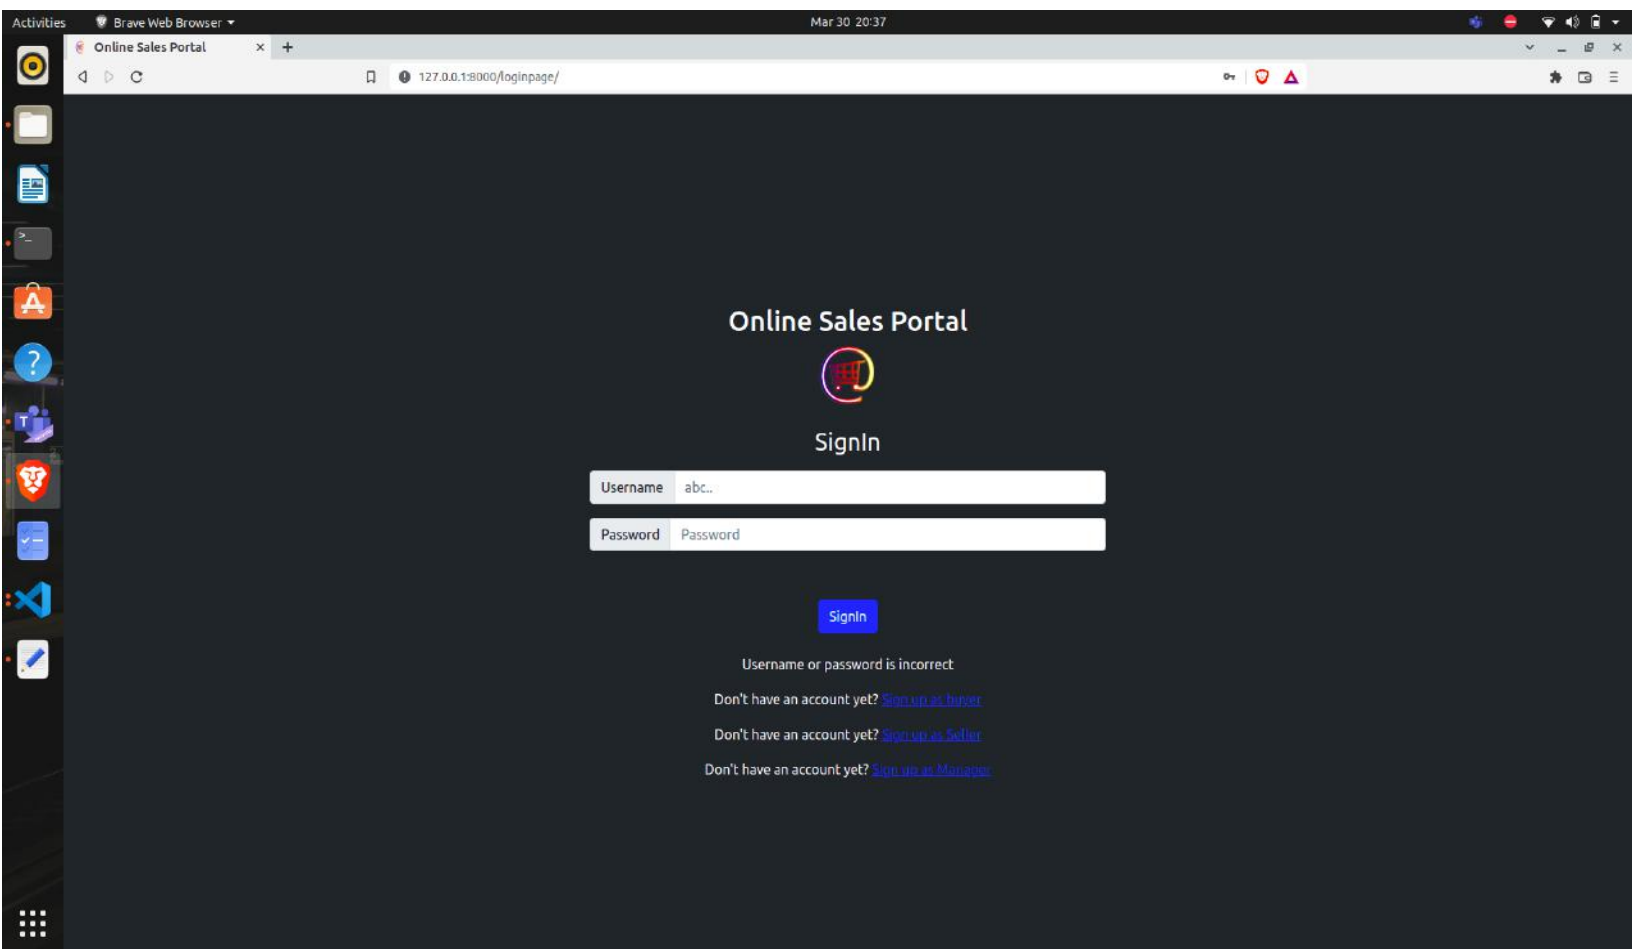 Activities Brave Web Browser Mar 30 20:37
Online Sales Portal
127.0.0.1:8000/loginpage/
Online Sales Portal
SignIn
Username abc..
Password Password
SignIn
Username or password is incorrect
Don't have an account yet? Sign up as buyer
Don't have an account yet? Sign up as Seller
Don't have an account yet? Sign up as Manager